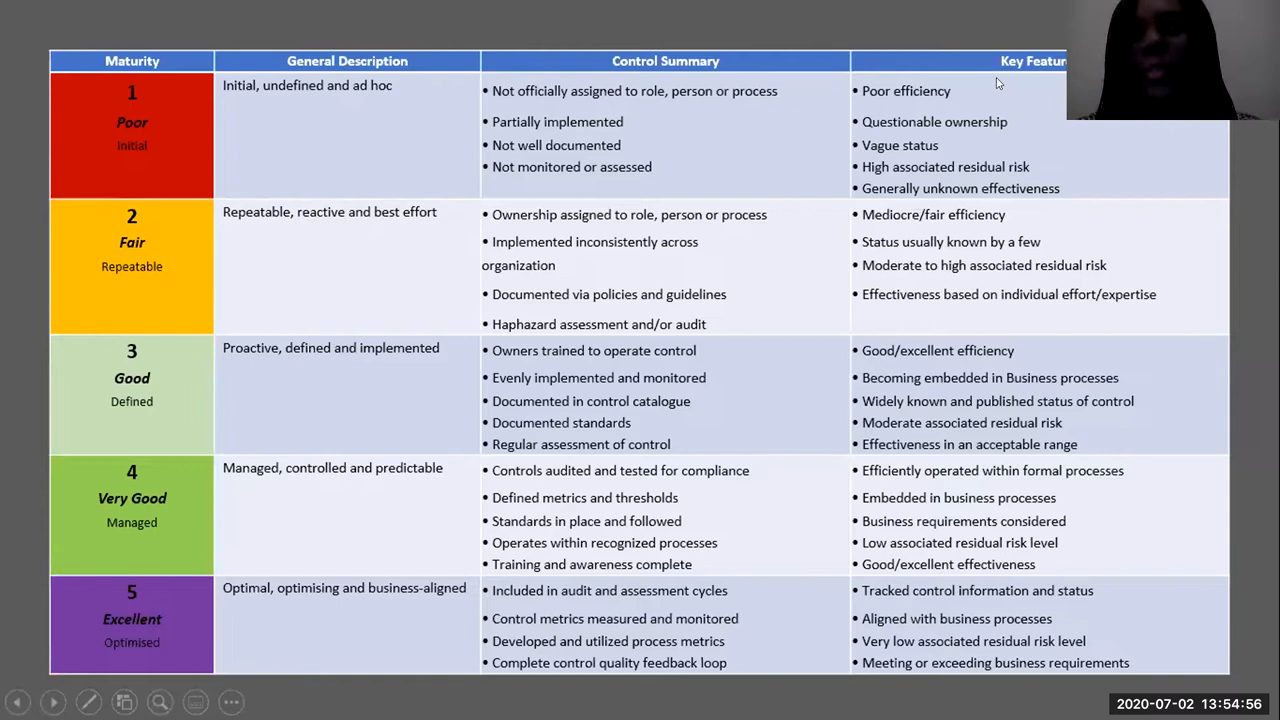 Maturity
General Description
Control Summary
Key Featur
1
Poor
Initial
Initial, undefined and ad hoc
• Not officially assigned to role, person or process
• Partially implemented
• Not well documented
• Not monitored or assessed
• Poor efficiency
• Questionable ownership
• Vague status
• High associated residual risk
• Generally unknown effectiveness
2
Fair
Repeatable
Repeatable, reactive and best effort
• Ownership assigned to role, person or process
• Implemented inconsistently across
organization
• Documented via policies and guidelines
• Haphazard assessment and/or audit
• Mediocre/fair efficiency
• Status usually known by a few
• Moderate to high associated residual risk
• Effectiveness based on individual effort/expertise
3
Good
Defined
Proactive, defined and implemented
• Owners trained to operate control
• Evenly implemented and monitored
• Documented in control catalogue
• Documented standards
• Regular assessment of control
• Good/excellent efficiency
• Becoming embedded in Business processes
• Widely known and published status of control
• Moderate associated residual risk
• Effectiveness in an acceptable range
4
Very Good
Managed
Managed, controlled and predictable
• Controls audited and tested for compliance
• Defined metrics and thresholds
• Standards in place and followed
• Operates within recognized processes
• Training and awareness complete
• Efficiently operated within formal processes
• Embedded in business processes
• Business requirements considered
• Low associated residual risk level
• Good/excellent effectiveness
5
Excellent
Optimised
Optimal, optimising and business-aligned
• Included in audit and assessment cycles
• Control metrics measured and monitored
• Developed and utilized process metrics
• Complete control quality feedback loop
• Tracked control information and status
• Aligned with business processes
• Very low associated residual risk level
• Meeting or exceeding business requirements
2020-07-02 13:54:56